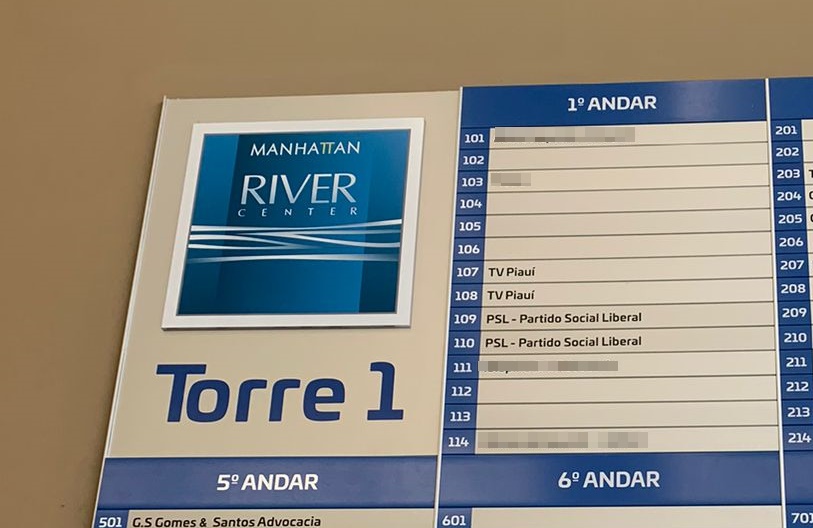 MANHATTAN
RIVER
CENTER
Torre 1
1º ANDAR
101
102
103
104
105
106
107 TV Piauí
108 TV Piauí
109 PSL - Partido Social Liberal
110 PSL - Partido Social Liberal
111
112
113
114
201
202
203
204
205
206
207
208
209
210
211
212
213
214
5º ANDAR
501 G.S Gomes & Santos Advocacia
6º ANDAR
601
701